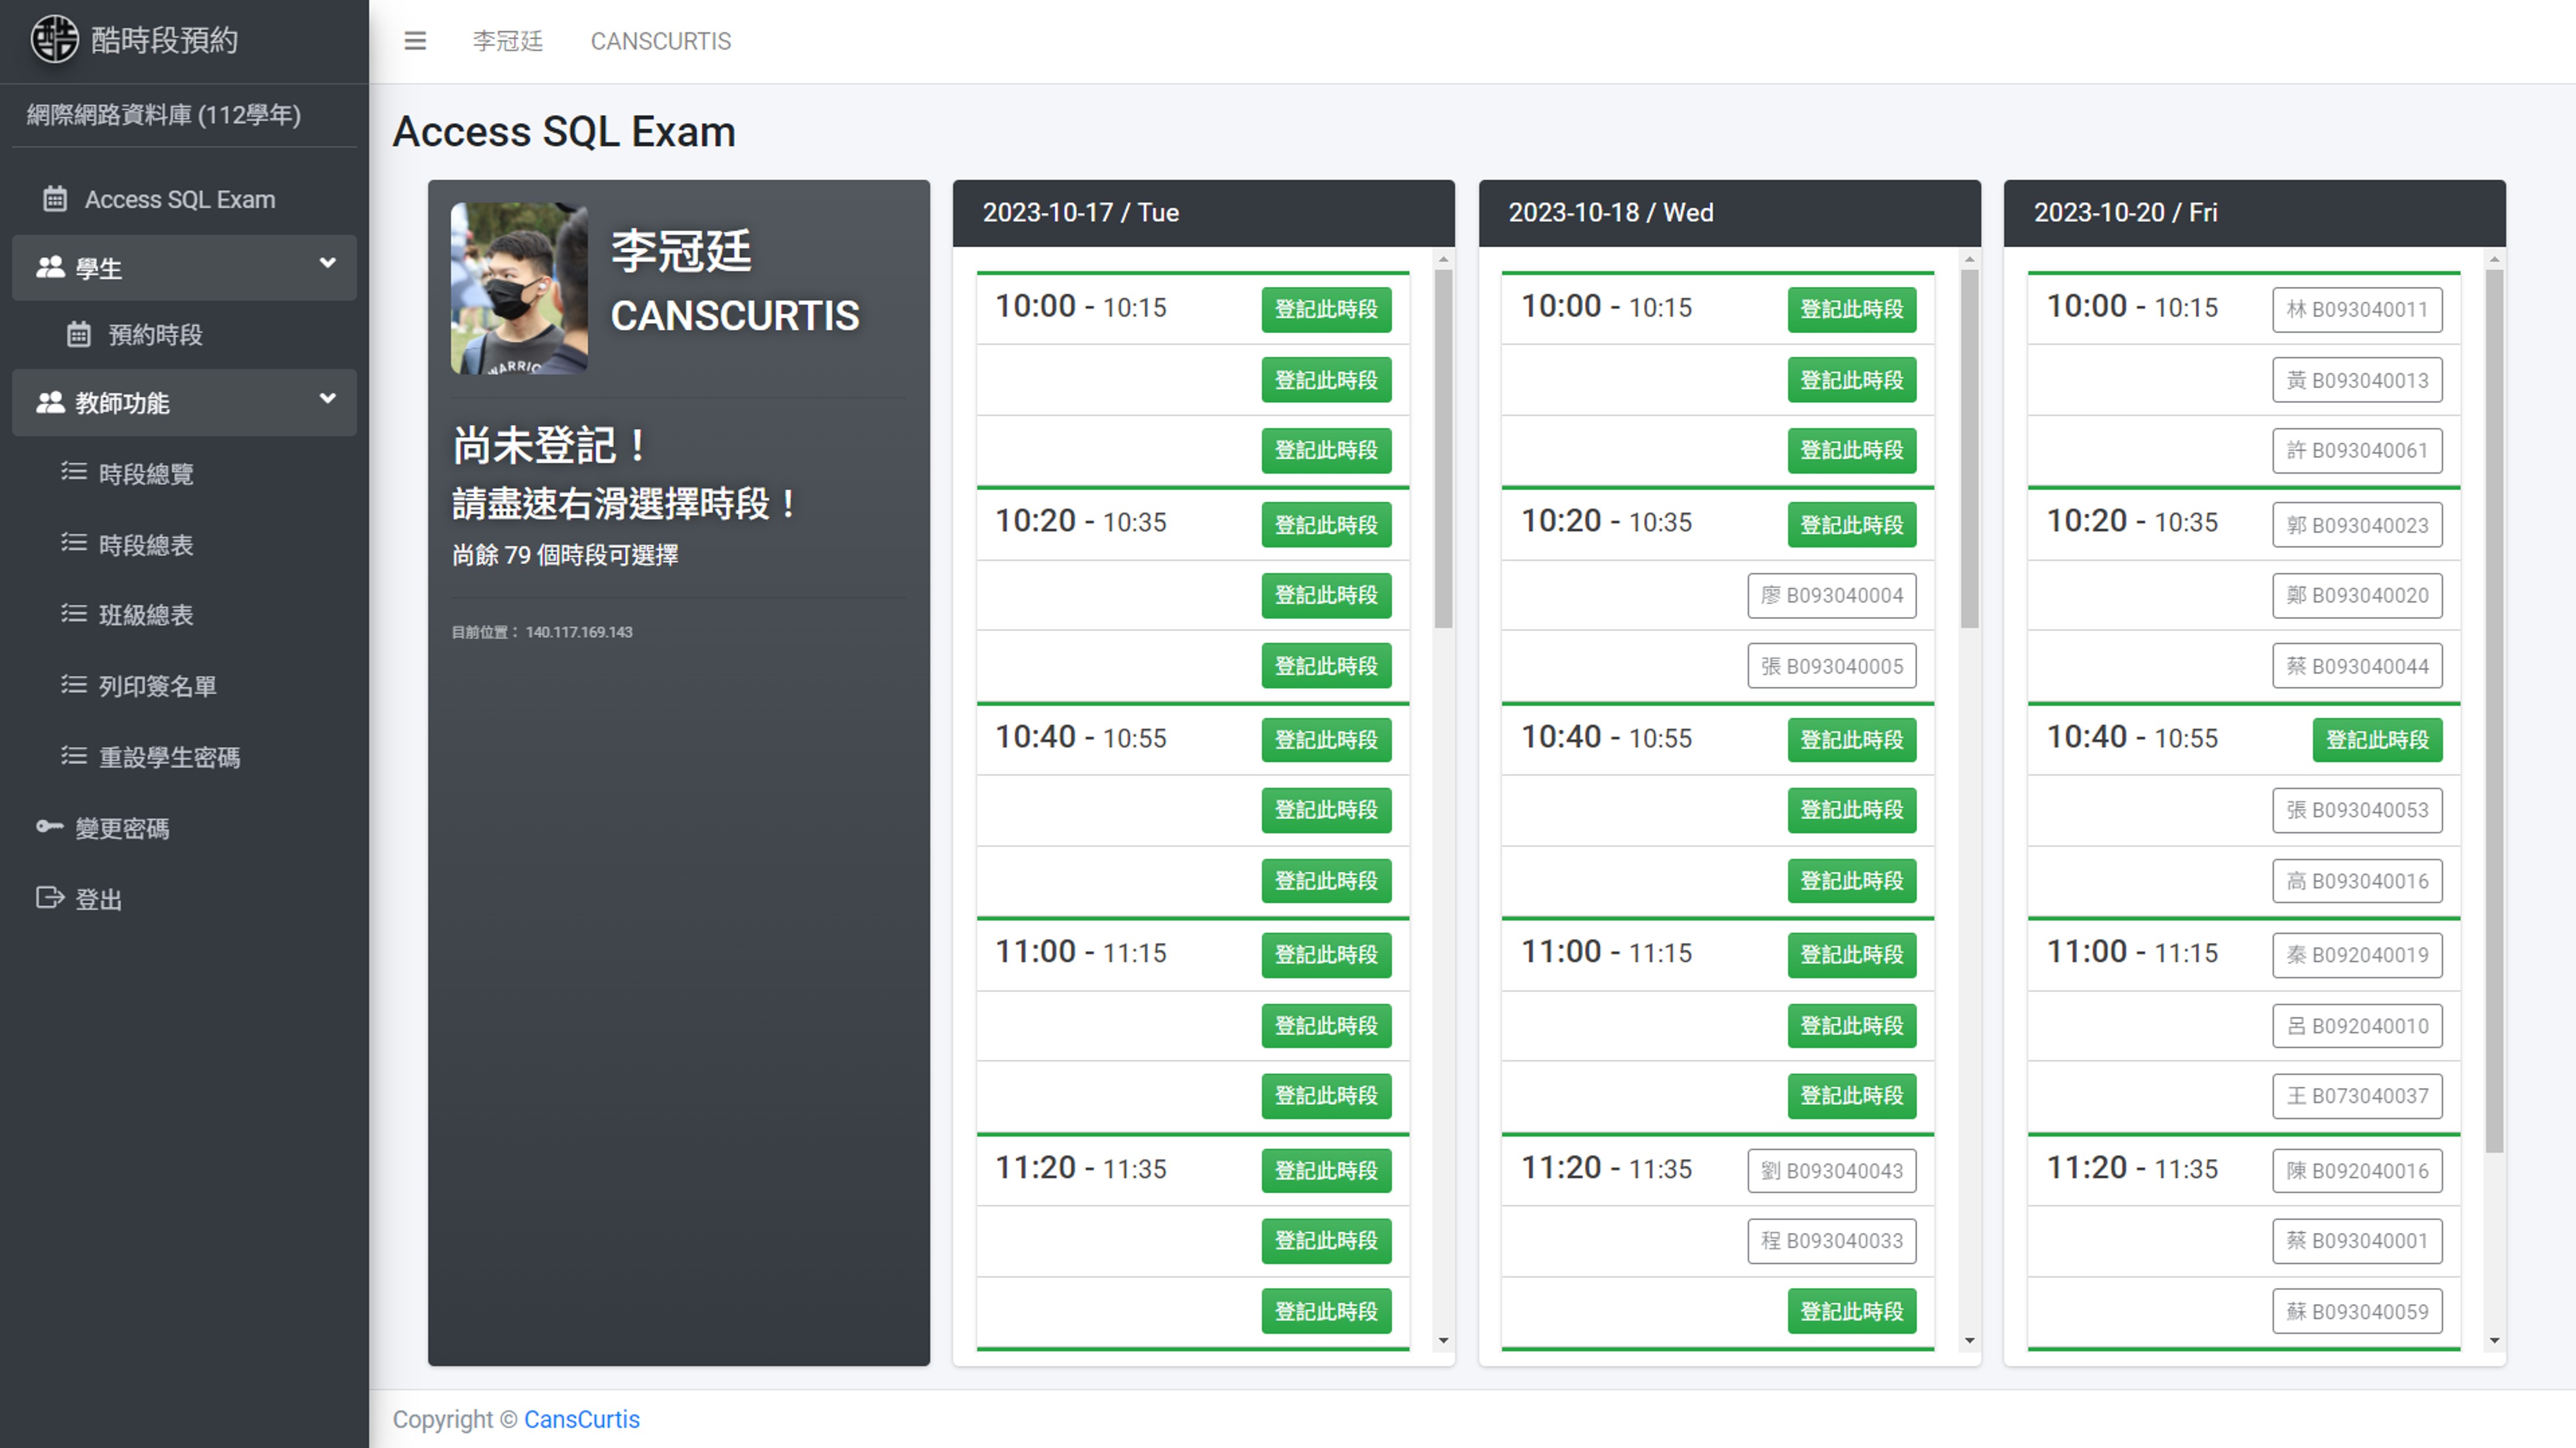 酷時段預約
網際網路資料庫 (112學年)
Access SQL Exam
學生
預約時段
教師功能
時段總覽
時段總表
班級總表
列印簽名單
重設學生密碼
變更密碼
登出
李冠廷 CANSCURTIS
Access SQL Exam
李冠廷
CANSCURTIS
WARRIO
尚未登記！
請盡速右滑選擇時段！
尚餘 79 個時段可選擇
目前位置： 140.117.169.143
2023-10-17 / Tue
10:00 - 10:15 登記此時段
登記此時段
登記此時段
10:20 - 10:35 登記此時段
登記此時段
登記此時段
10:40 - 10:55 登記此時段
登記此時段
登記此時段
11:00 - 11:15 登記此時段
登記此時段
登記此時段
11:20 - 11:35 登記此時段
登記此時段
登記此時段
2023-10-18 / Wed
10:00 - 10:15 登記此時段
登記此時段
登記此時段
10:20 - 10:35 登記此時段
廖 B093040004
張 B093040005
10:40 - 10:55 登記此時段
登記此時段
登記此時段
11:00 - 11:15 登記此時段
登記此時段
登記此時段
11:20 - 11:35 劉 B093040043
程 B093040033
登記此時段
2023-10-20 / Fri
10:00 - 10:15 林 B093040011
黃 B093040013
許 B093040061
10:20 - 10:35 郭 B093040023
鄭 B093040020
蔡 B093040044
10:40 - 10:55 登記此時段
張 B093040053
高 B093040016
11:00 - 11:15 秦 B092040019
呂 B092040010
王 B073040037
11:20 - 11:35 陳 B092040016
蔡 B093040001
蘇 B093040059
Copyright © CansCurtis